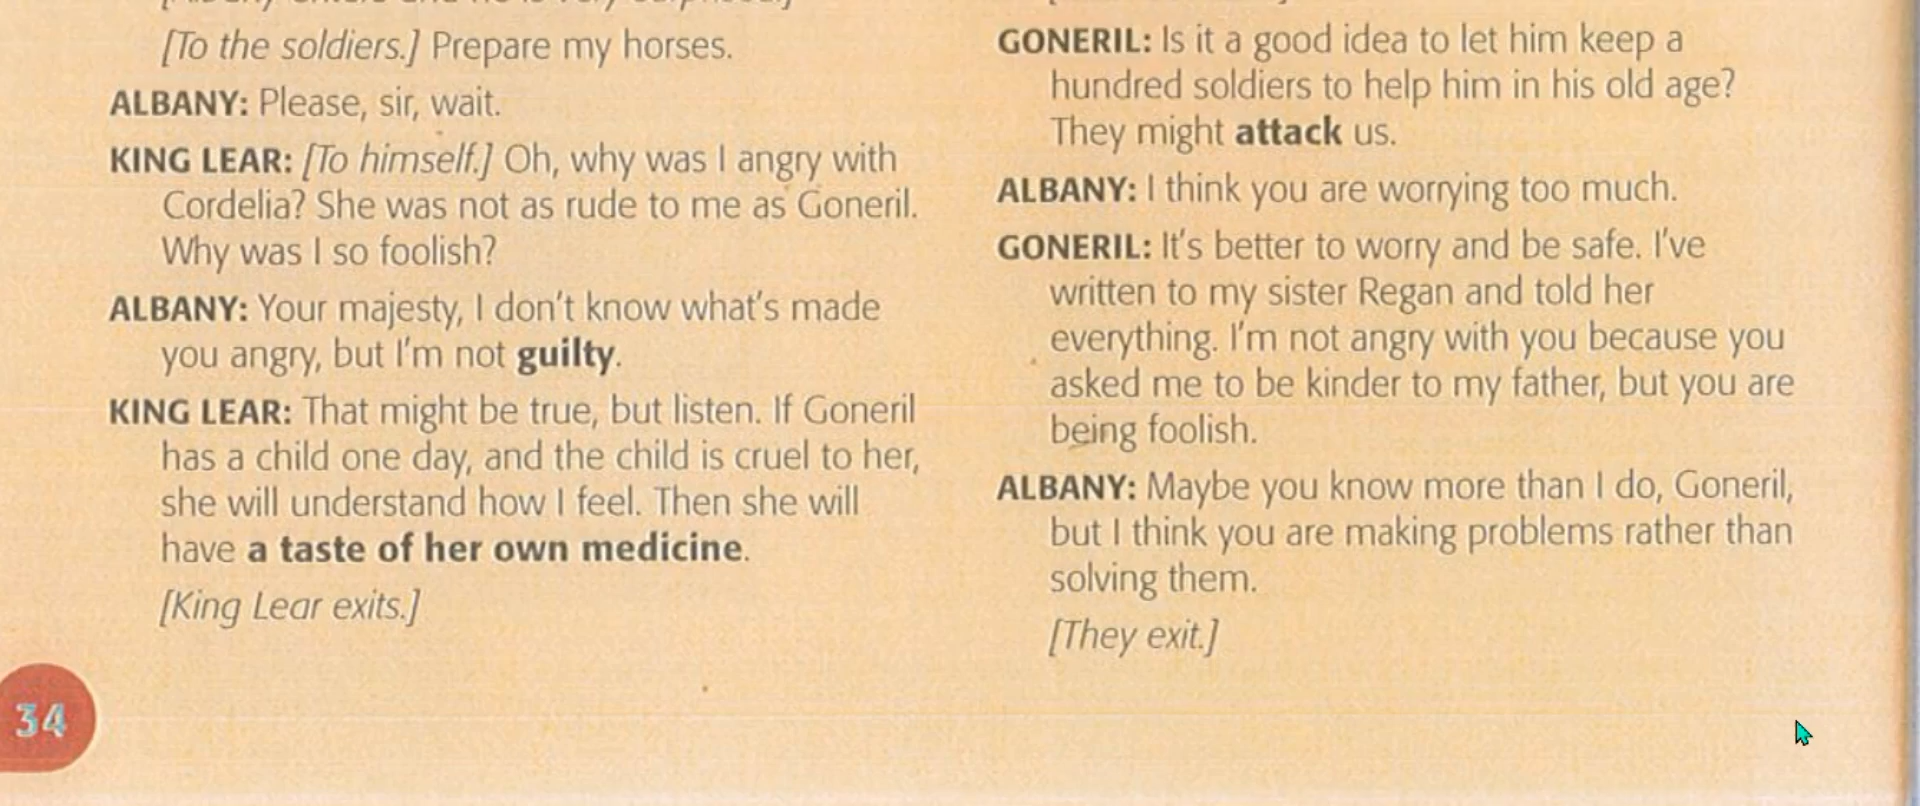 [To the soldiers.] Prepare my horses.
ALBANY: Please, sir, wait.
KING LEAR: [To himself.] Oh, why was I angry with
Cordelia? She was not as rude to me as Goneril.
Why was I so foolish?
ALBANY: Your majesty, I don't know what's made
you angry, but I'm not guilty.
KING LEAR: That might be true, but listen. If Goneril
has a child one day, and the child is cruel to her,
she will understand how I feel. Then she will
have a taste of her own medicine.
[King Lear exits.]
34
GONERIL: Is it a good idea to let him keep a
hundred soldiers to help him in his old age?
They might attack us.
ALBANY: I think you are worrying too much.
GONERIL: It's better to worry and be safe. I've
written to my sister Regan and told her
everything. I'm not angry with you because you
asked me to be kinder to my father, but you are
being foolish.
ALBANY: Maybe you know more than I do, Goneril,
but I think you are making problems rather than
solving them.
[They exit.]